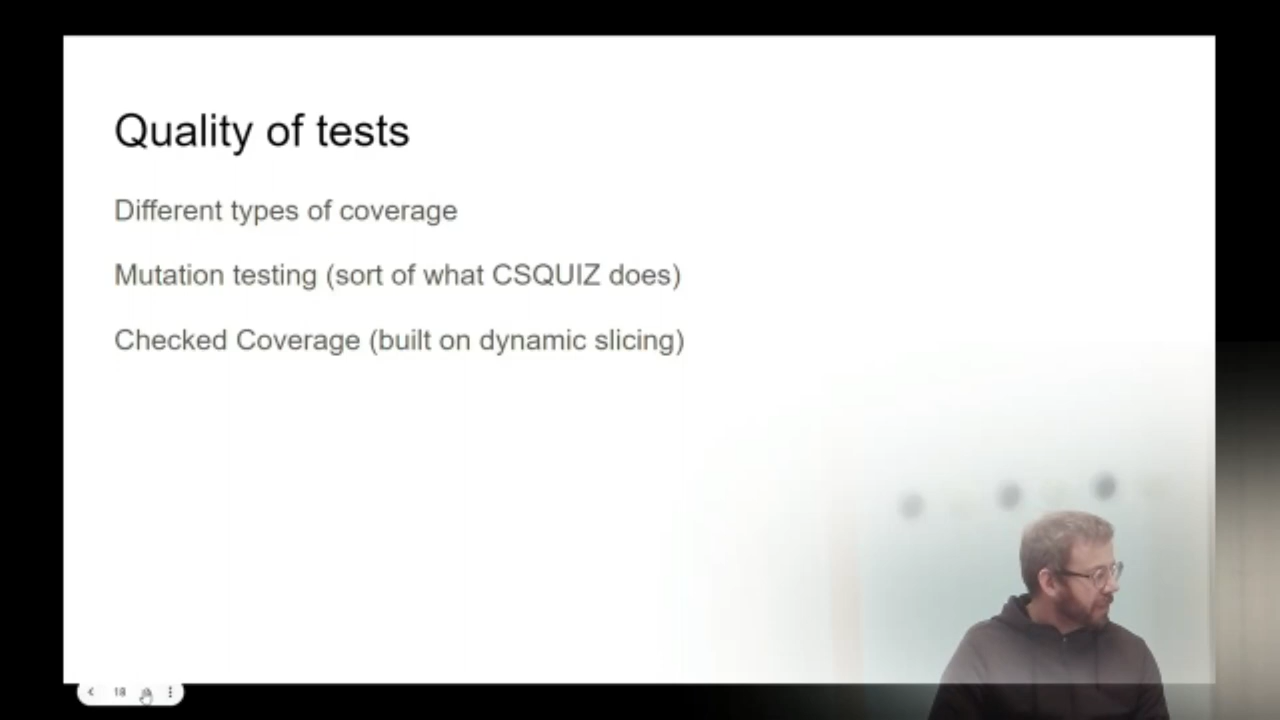 Quality of tests
Different types of coverage
Mutation testing (sort of what CSQUIZ does)
Checked Coverage (built on dynamic slicing)
18